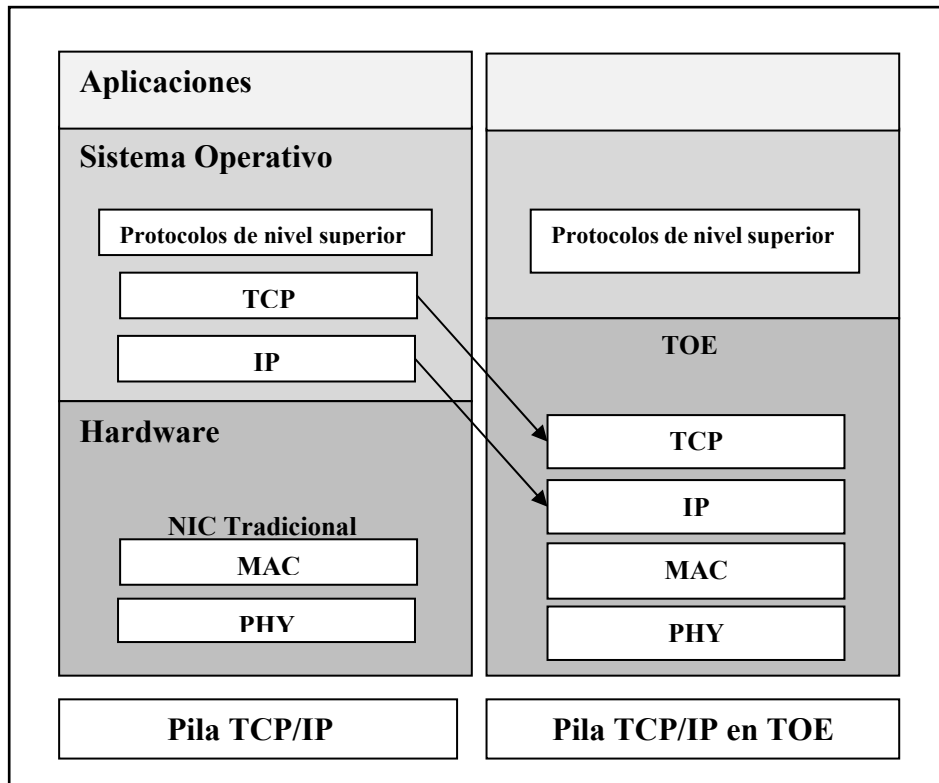 Aplicaciones
Sistema Operativo
Protocolos de nivel superior
TCP
IP
Hardware
NIC Tradicional
MAC
PHY
Pila TCP/IP
Protocolos de nivel superior
TOE
TCP
IP
MAC
PHY
Pila TCP/IP en TOE